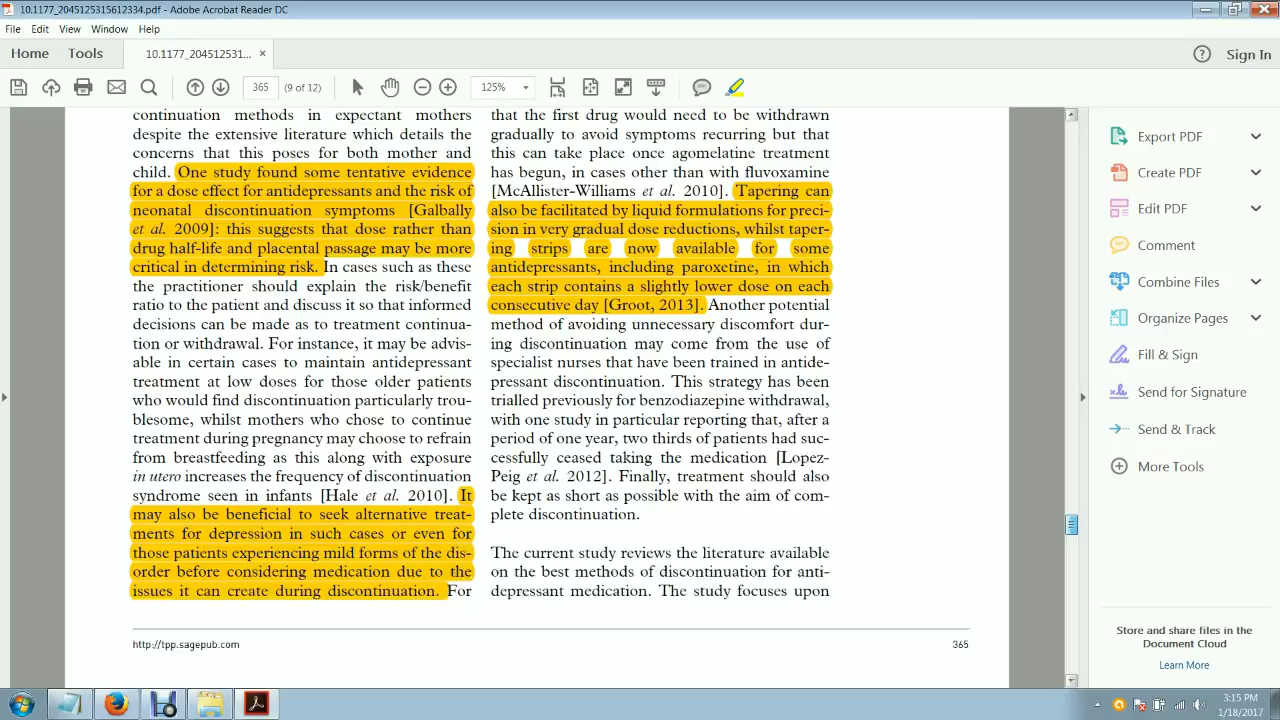 10.1177_2045125315612334.pdf - Adobe Acrobat Reader DC
File Edit View Window Help
Home Tools 10.1177_204512531... × Sign In
365 (9 of 12) 125%
continuation methods in expectant mothers
despite the extensive literature which details the
concerns that this poses for both mother and
child. One study found some tentative evidence
for a dose effect for antidepressants and the risk of
neonatal discontinuation symptoms [Galbally
et al. 2009]: this suggests that dose rather than
drug half-life and placental passage may be more
critical in determining risk. In cases such as these
the practitioner should explain the risk/benefit
ratio to the patient and discuss it so that informed
decisions can be made as to treatment continua-
tion or withdrawal. For instance, it may be advis-
able in certain cases to maintain antidepressant
treatment at low doses for those older patients
who would find discontinuation particularly trou-
blesome, whilst mothers who chose to continue
treatment during pregnancy may choose to refrain
from breastfeeding as this along with exposure
in utero increases the frequency of discontinuation
syndrome seen in infants [Hale et al. 2010]. It
may also be beneficial to seek alternative treat-
ments for depression in such cases or even for
those patients experiencing mild forms of the dis-
order before considering medication due to the
issues it can create during discontinuation. For
that the first drug would need to be withdrawn
gradually to avoid symptoms recurring but that
this can take place once agomelatine treatment
has begun, in cases other than with fluvoxamine
[McAllister-Williams et al. 2010]. Tapering can
also be facilitated by liquid formulations for preci-
sion in very gradual dose reductions, whilst taper-
ing strips are now available for some
antidepressants, including paroxetine, in which
each strip contains a slightly lower dose on each
consecutive day [Groot, 2013]. Another potential
method of avoiding unnecessary discomfort dur-
ing discontinuation may come from the use of
specialist nurses that have been trained in antide-
pressant discontinuation. This strategy has been
trialled previously for benzodiazepine withdrawal,
with one study in particular reporting that, after a
period of one year, two thirds of patients had suc-
cessfully ceased taking the medication [Lopez-
Peig et al. 2012]. Finally, treatment should also
be kept as short as possible with the aim of com-
plete discontinuation.
The current study reviews the literature available
on the best methods of discontinuation for anti-
depressant medication. The study focuses upon
http://tpp.sagepub.com 365
Export PDF
Create PDF
Edit PDF
Comment
Combine Files
Organize Pages
Fill & Sign
Send for Signature
Send & Track
More Tools
Store and share files in the
Document Cloud
Learn More
3:15 PM
1/18/2017